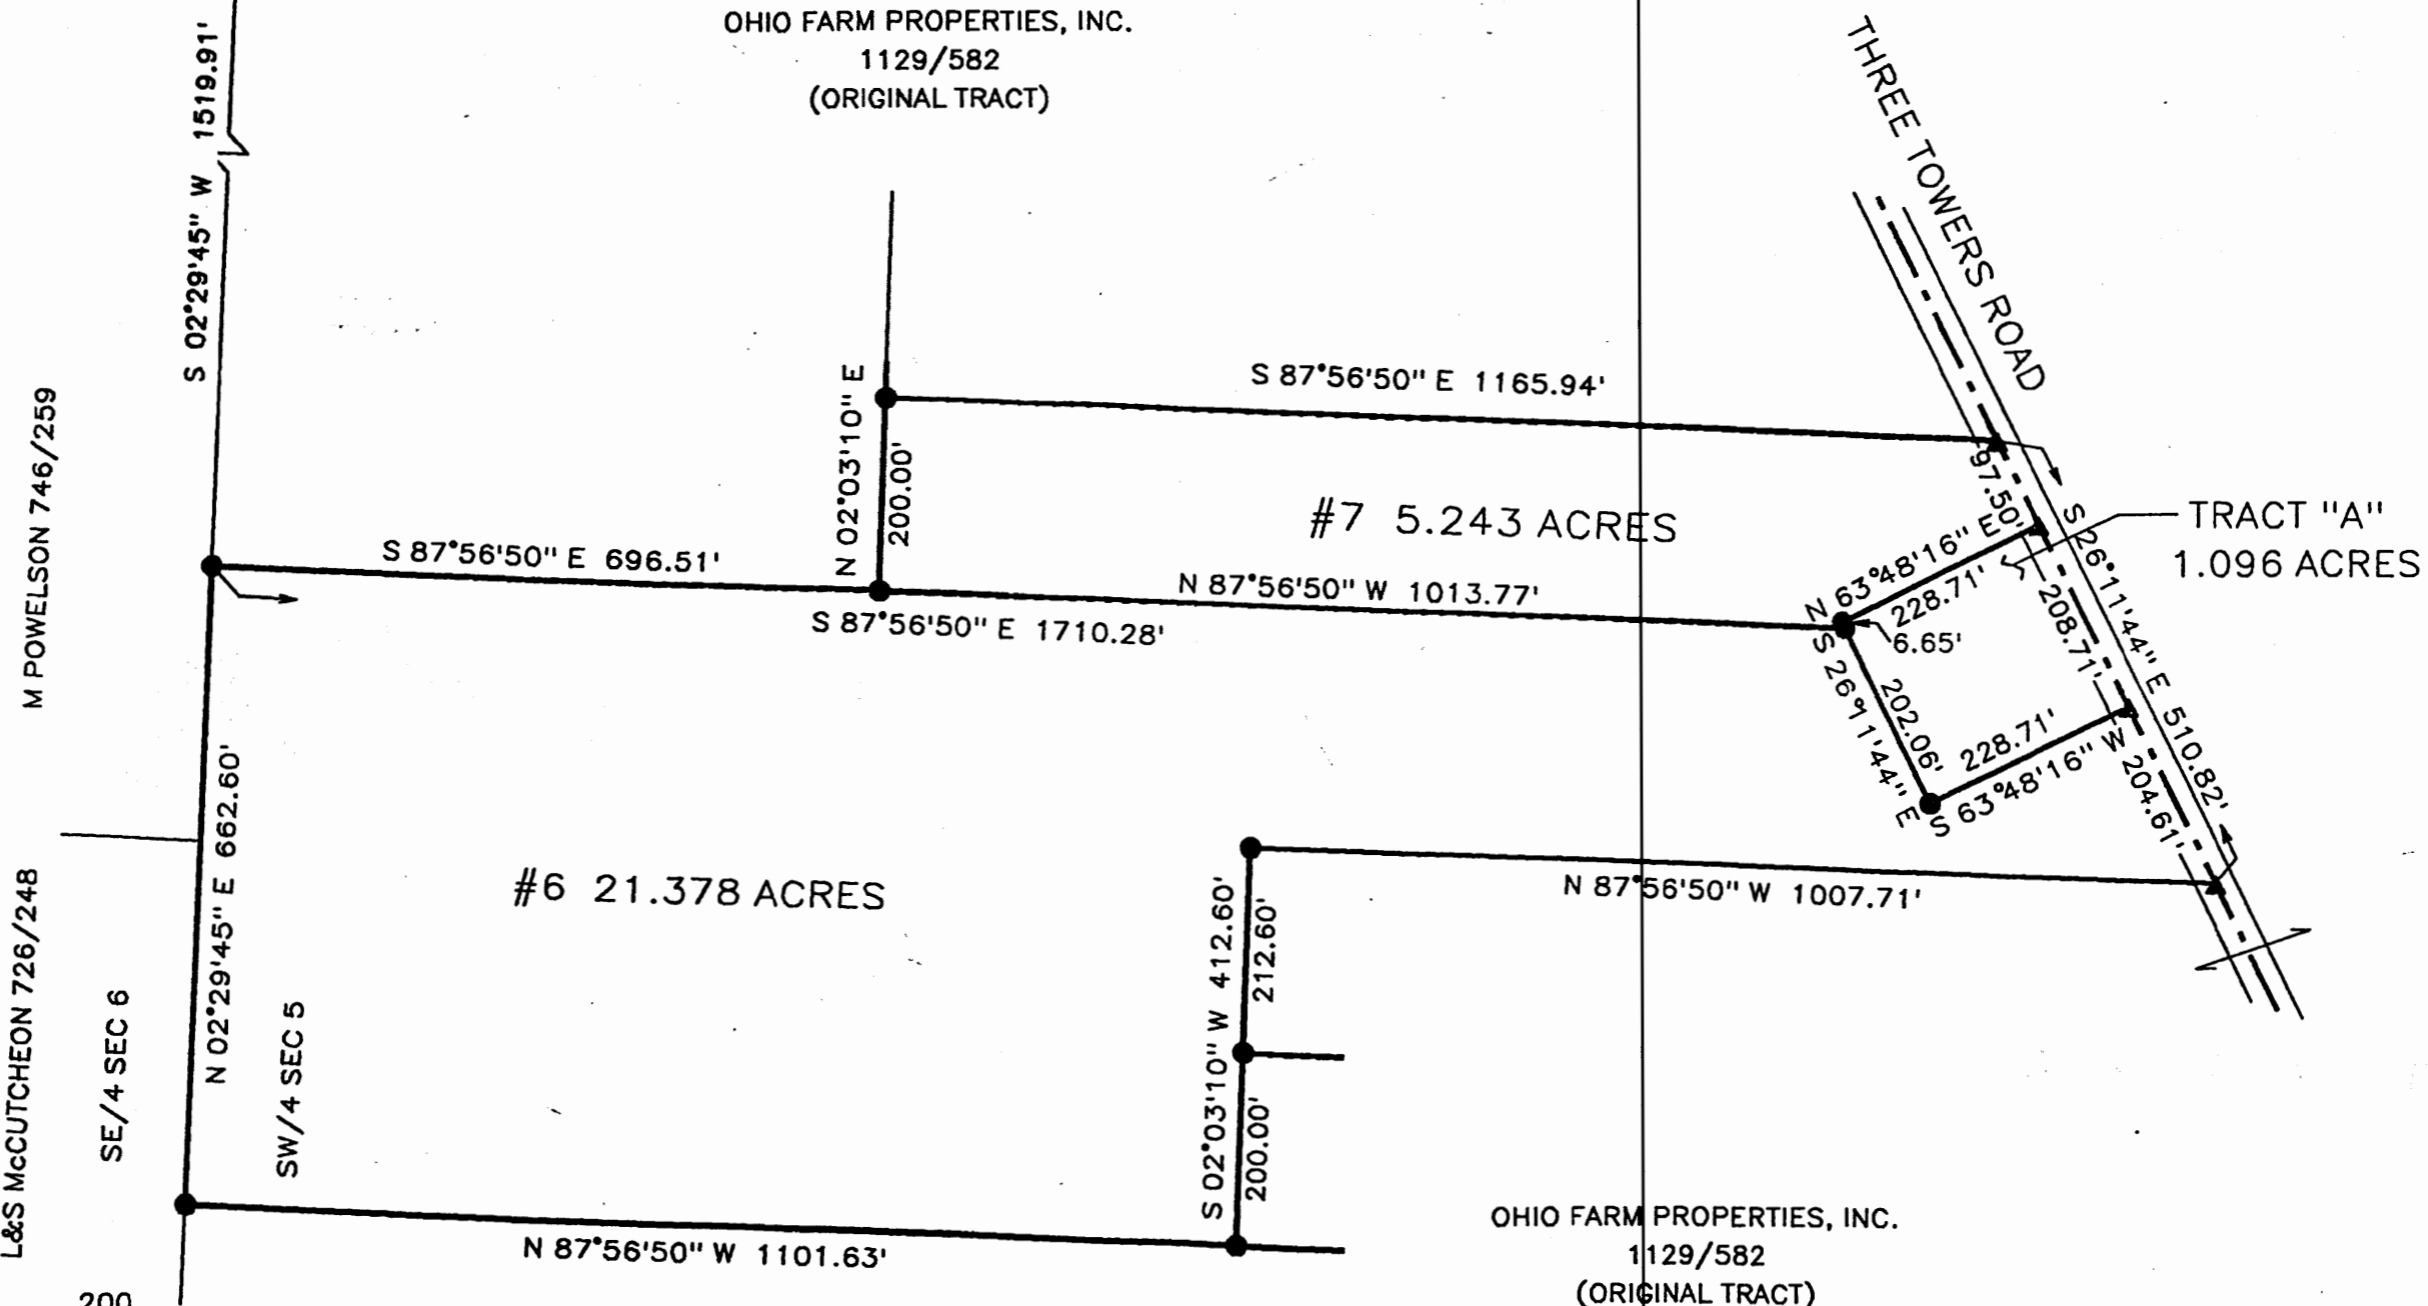 OHIO FARM PROPERTIES, INC.
1129/582
(ORIGINAL TRACT)
THREE TOWERS ROAD
S 02°29'45" W 1519.91'
M POWELSON 746/259
S 87°56'50" E 1165.94'
N 02°03'10" E
200.00'
#7 5.243 ACRES
97.50'
TRACT "A"
1.096 ACRES
S 87°56'50" E 696.51'
N 87°56'50" W 1013.77'
S 87°56'50" E 1710.28'
N 63°48'16" E
228.71'
6.65'
208.71'
S 26°11'44" E 510.82'
S 26°11'44" E
202.06'
228.71'
S 63°48'16" W
204.61'
N 02°29'45" E 662.60'
#6 21.378 ACRES
N 87°56'50" W 1007.71'
S 02°03'10" W 412.60'
212.60'
200.00'
L&S McCUTCHEON 726/248
SE/4 SEC 6
SW/4 SEC 5
N 87°56'50" W 1101.63'
OHIO FARM PROPERTIES, INC.
1129/582
(ORIGINAL TRACT)
200